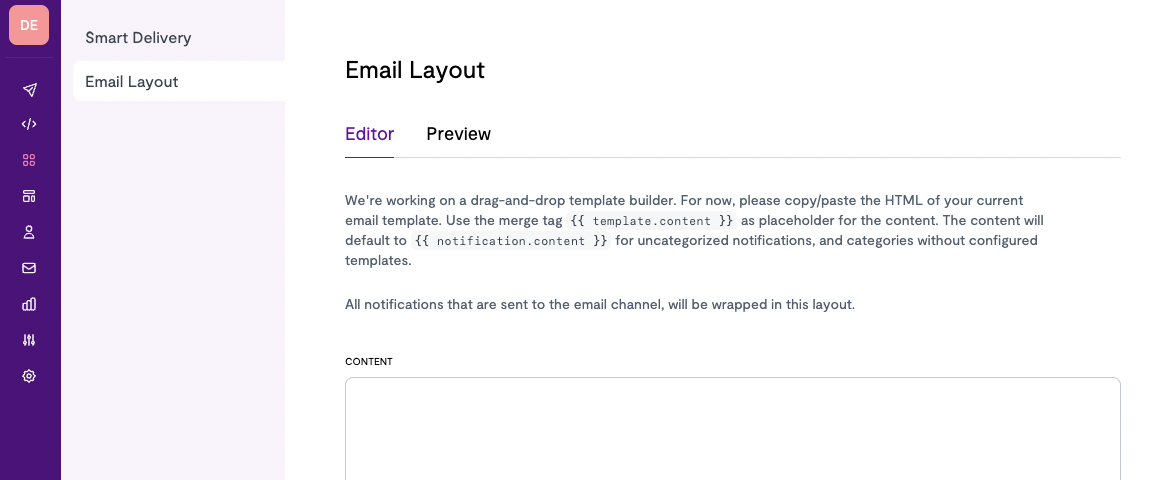 DE
Smart Delivery
Email Layout
Email Layout
Editor Preview
We're working on a drag-and-drop template builder. For now, please copy/paste the HTML of your current
email template. Use the merge tag {{ template.content }} as placeholder for the content. The content will
default to {{ notification.content }} for uncategorized notifications, and categories without configured
templates.
All notifications that are sent to the email channel, will be wrapped in this layout.
CONTENT